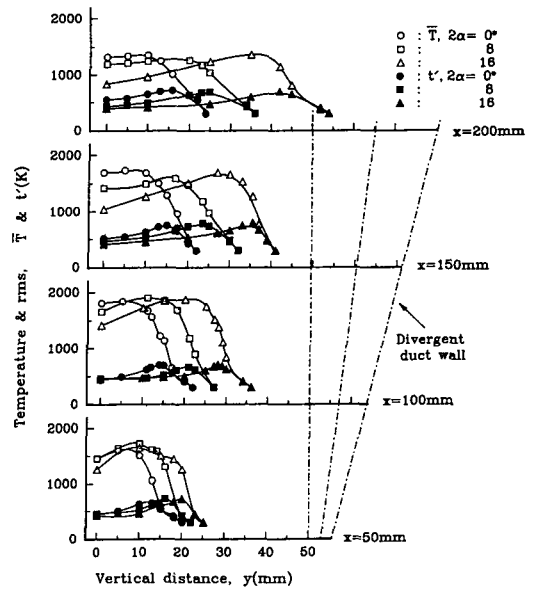 ○ : T̅, 2α= 0°
□ : 8
△ : 16
● : t′, 2α= 0°
■ : 8
▲ : 16
2000
1000
0
x=200mm
2000
1000
0
x=150mm
2000
1000
0
x=100mm
2000
1000
0
x=50mm
Divergent
duct wall
0 10 20 30 40 50
Vertical distance, y(mm)
Temperature & rms, T̅ & t′(K)